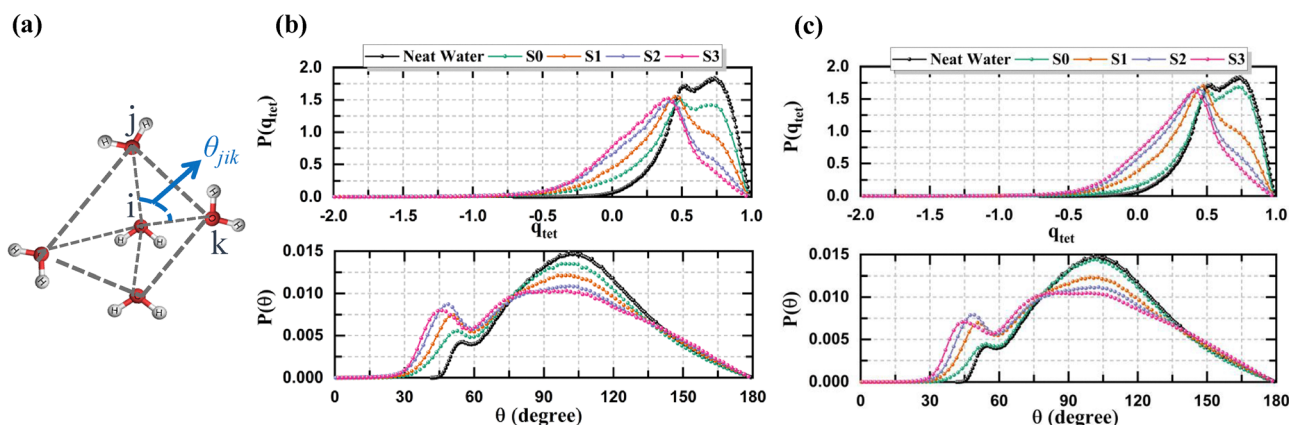 (a)
j
θjik
i
k
H H
H
H
H H
H
H
H
H
(b)
Neat Water S0 S1 S2 S3
P(qtet)
2.0
1.5
1.0
0.5
0.0
-2.0 -1.5 -1.0 -0.5 0.0 0.5 1.0
qtet
P(θ)
0.015
0.010
0.005
0.000
0 30 60 90 120 150 180
θ (degree)
(c)
Neat Water S0 S1 S2 S3
P(qtet)
2.0
1.5
1.0
0.5
0.0
-2.0 -1.5 -1.0 -0.5 0.0 0.5 1.0
qtet
P(θ)
0.015
0.010
0.005
0.000
0 30 60 90 120 150 180
θ (degree)